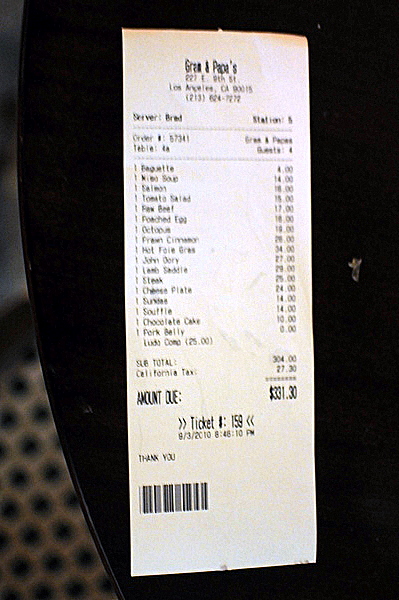 Gram & Papa's
227 E. 9th St.
Los Angeles, CA 90015
(213) 624-7272
Server: Brad Station: 5
Order #: 57341 Gram & Papas
Table: 4a Guests: 4
1 Baguette 4.00
1 Miso Soup 14.00
1 Salmon 16.00
1 Tomato Salad 15.00
1 Raw Beef 17.00
1 Poached Egg 16.00
1 Octopus 19.00
1 Prawn Cinnamon 26.00
1 Hot Foie Gras 34.00
1 John Dory 27.00
1 Lamb Saddle 29.00
1 Steak 25.00
1 Cheese Plate 24.00
1 Sundae 14.00
1 Souffle 14.00
1 Chocolate Cake 10.00
1 Pork Belly 0.00
Ludo Comp (25.00)
SUB TOTAL: 304.00
California Tax: 27.30
========
AMOUNT DUE: $331.30
>> Ticket #: 159 <<
9/3/2010 8:46:10 PM
THANK YOU